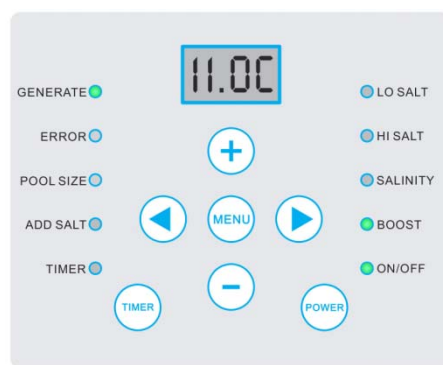 11.0C
GENERATE
ERROR
POOL SIZE
ADD SALT
TIMER
LO SALT
HI SALT
SALINITY
BOOST
ON/OFF
+
MENU
-
TIMER
POWER